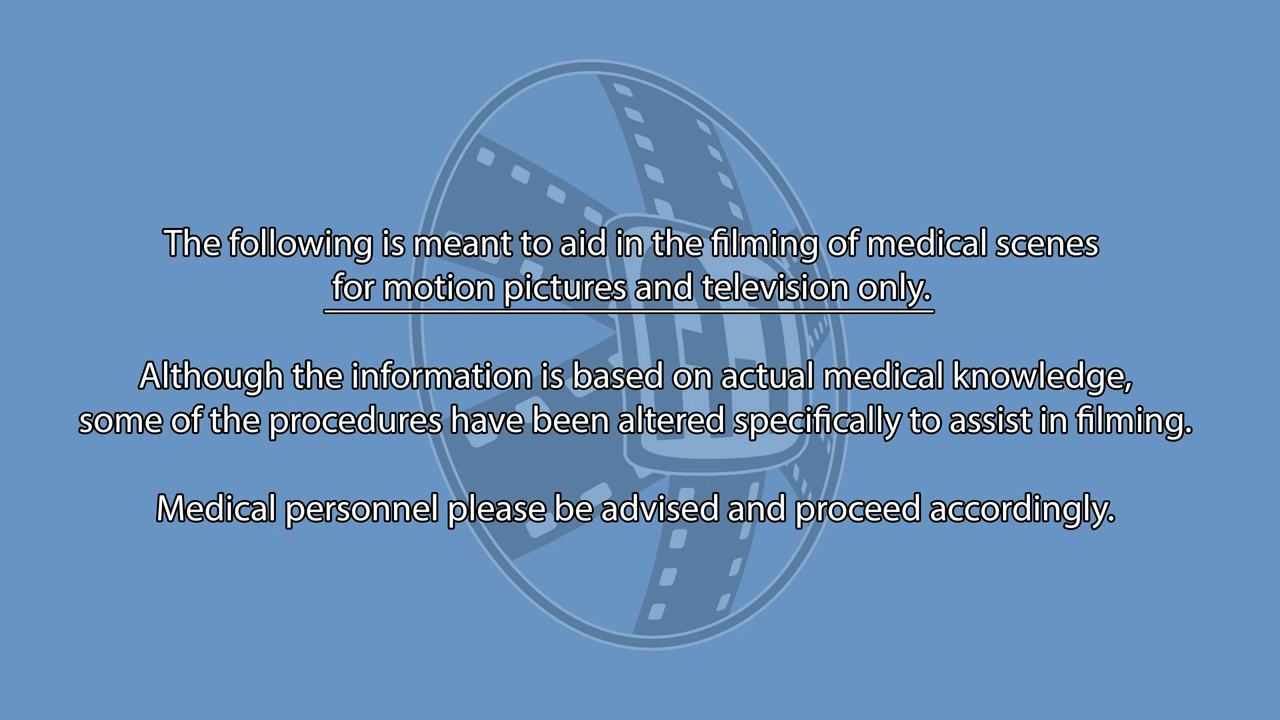 The following is meant to aid in the filming of medical scenes
for motion pictures and television only.
Although the information is based on actual medical knowledge,
some of the procedures have been altered specifically to assist in filming.
Medical personnel please be advised and proceed accordingly.